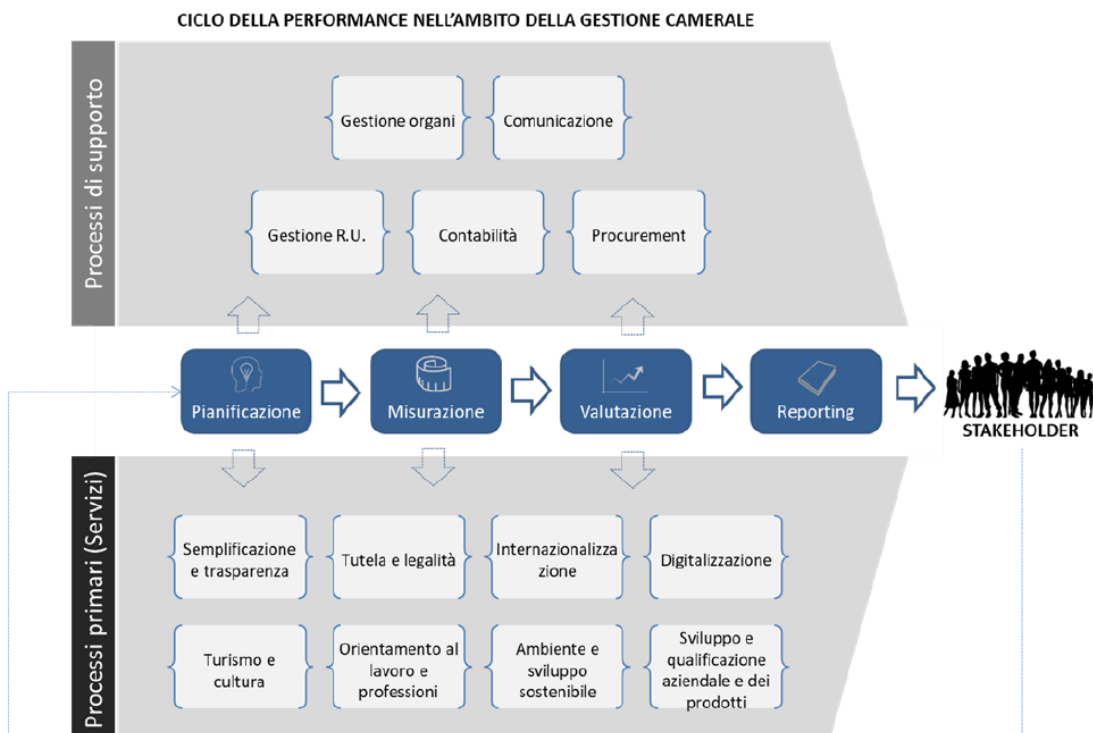 CICLO DELLA PERFORMANCE NELL'AMBITO DELLA GESTIONE CAMERALE
Processi di supporto
Gestione organi
Comunicazione
Gestione R.U.
Contabilità
Procurement
Pianificazione
Misurazione
Valutazione
Reporting
STAKEHOLDER
Processi primari (Servizi)
Semplificazione
e trasparenza
Tutela e legalità
Internazionalizza
zione
Digitalizzazione
Turismo e
cultura
Orientamento al
lavoro e
professioni
Ambiente e
sviluppo
sostenibile
Sviluppo e
qualificazione
aziendale e dei
prodotti